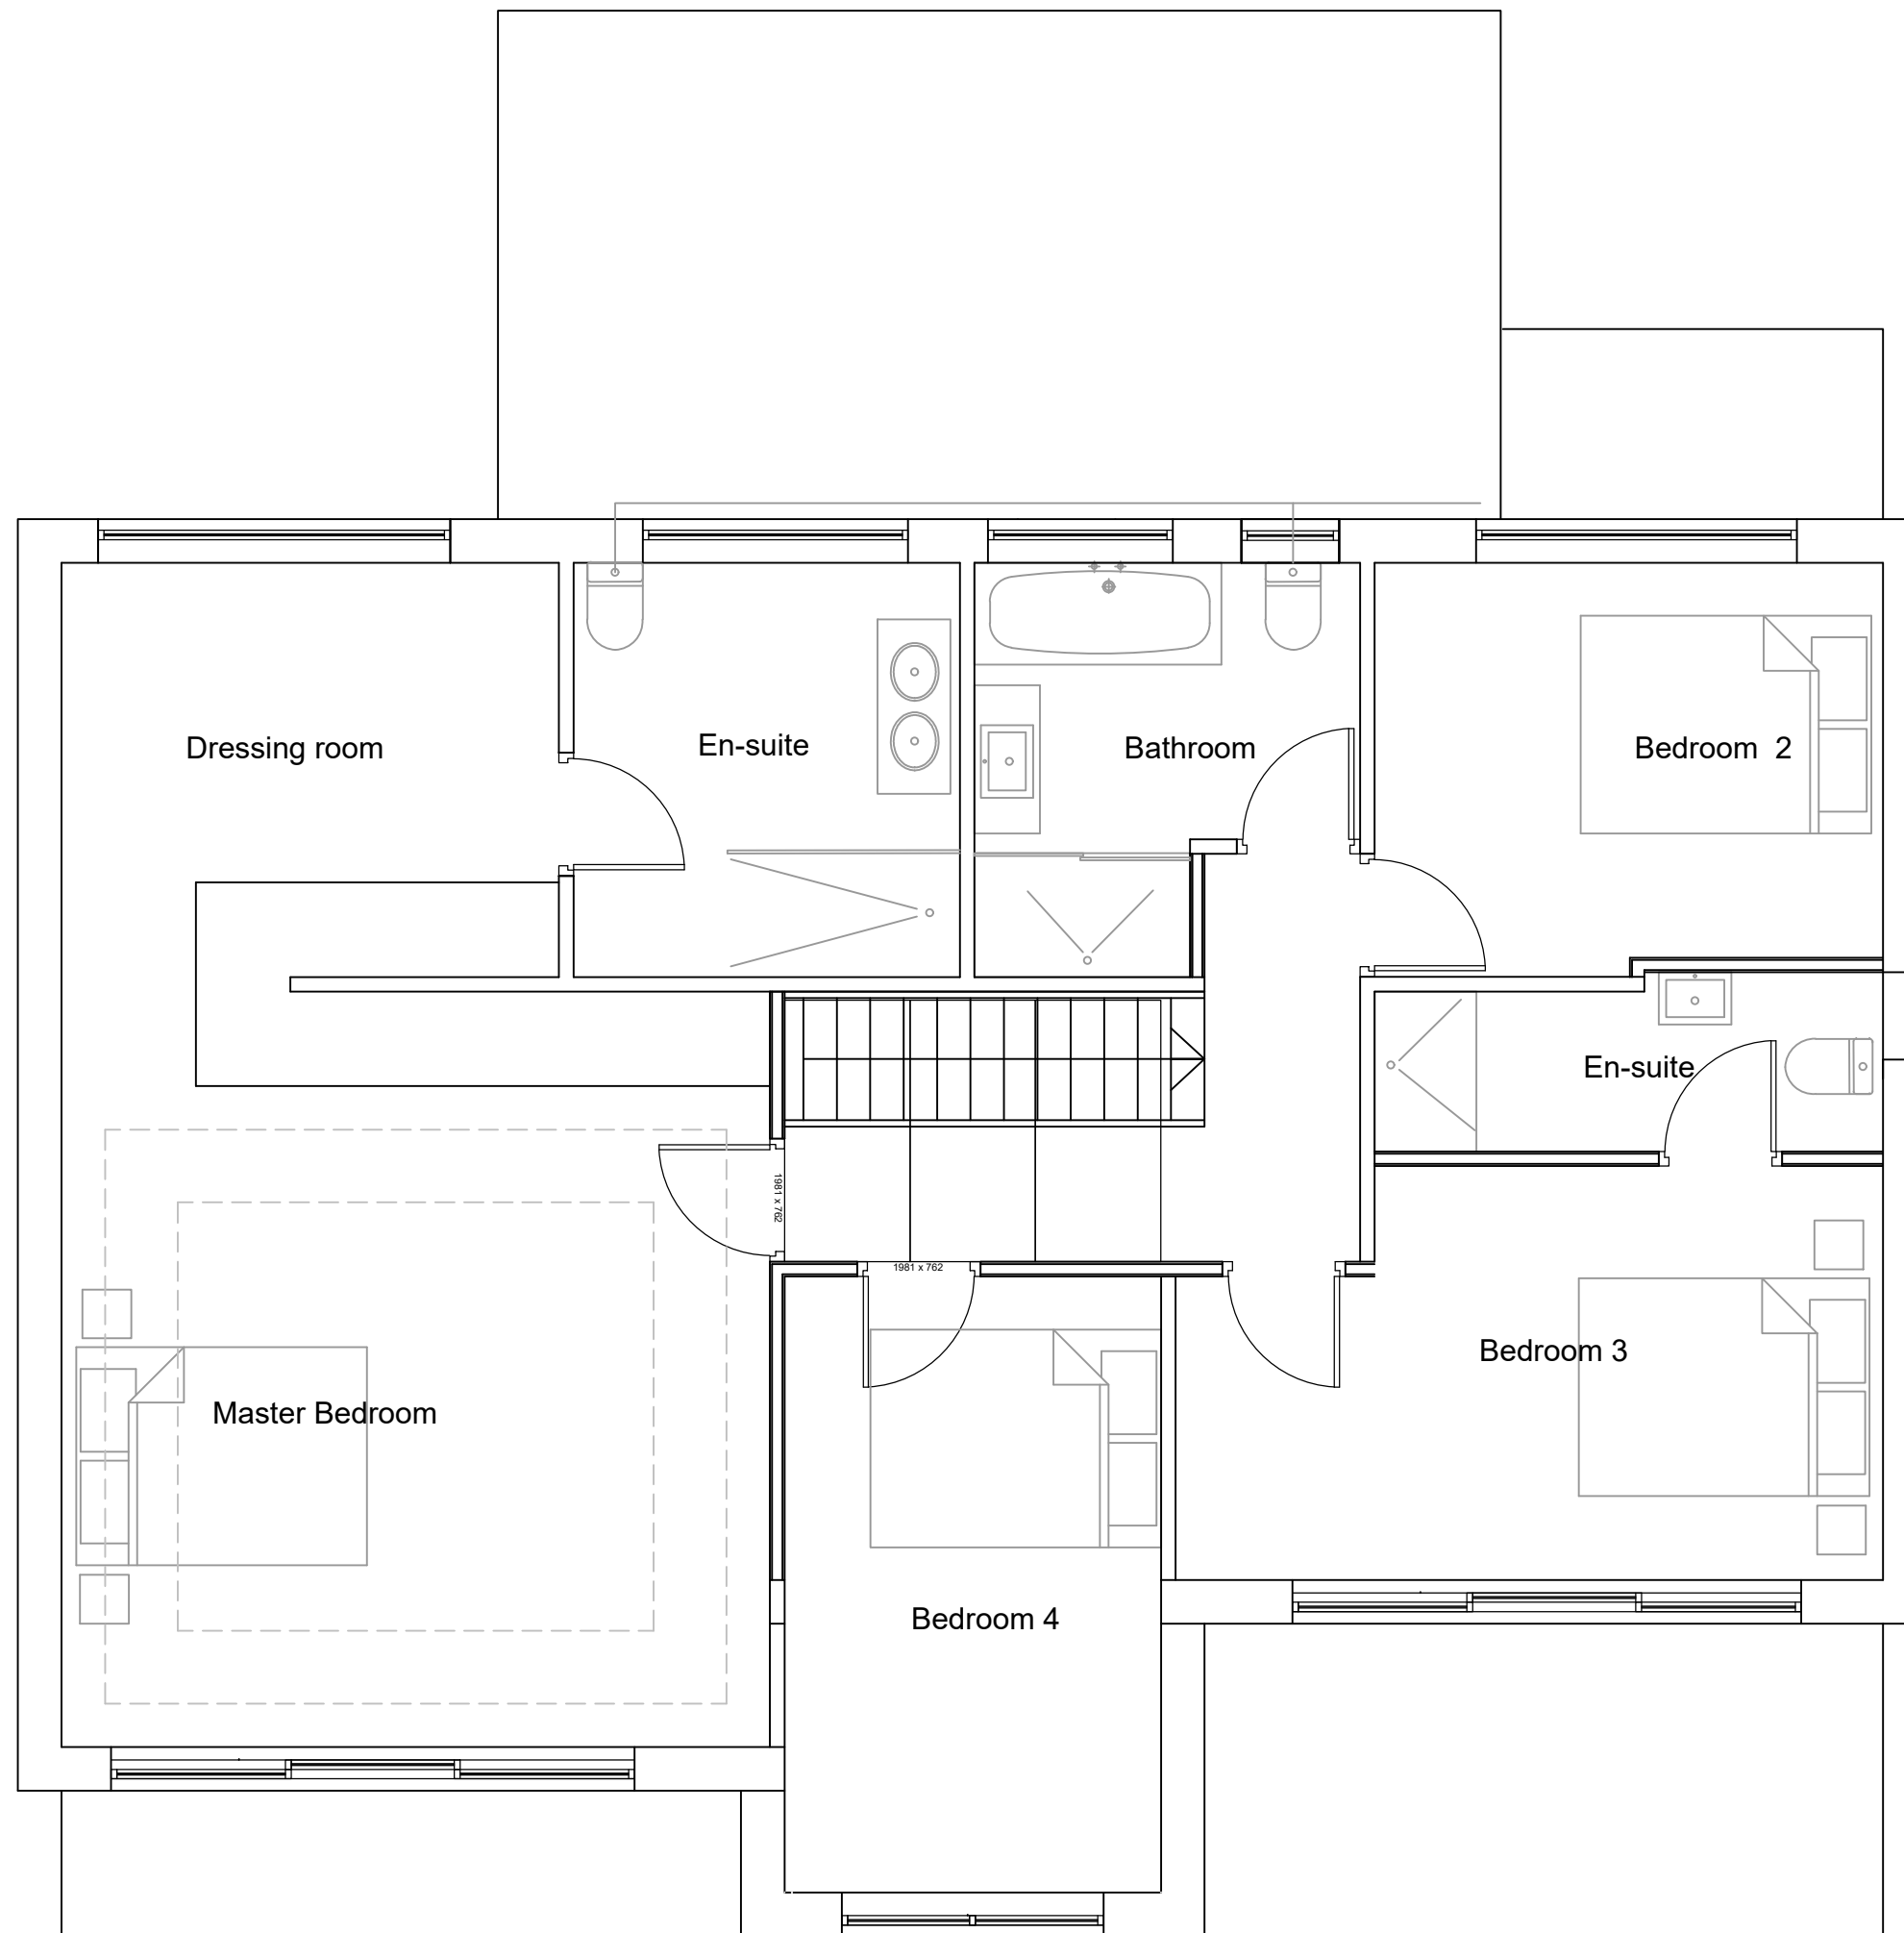 Dressing room
En-suite
Bathroom
Bedroom 2
En-suite
1981 x 762
1981 x 762
Bedroom 3
Master Bedroom
Bedroom 4